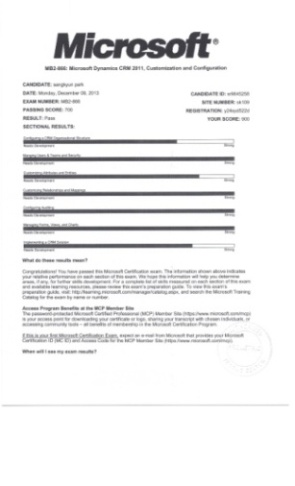 Microsoft®
MB2-866: Microsoft Dynamics CRM 2011, Customization and Configuration
CANDIDATE: sangkyun park
DATE: Monday, December 09, 2013
CANDIDATE ID:
EXAM NUMBER: MB2-866
SITE NUMBER:
PASSING SCORE: 700
REGISTRATION:
RESULT: Pass
YOUR SCORE: 900
SECTIONAL RESULTS:
Configuring a CRM Organizational Structure
Needs Development Strong
Managing Users & Teams and Security
Needs Development Strong
Customizing Attributes and Entities
Needs Development Strong
Customizing Relationships and Mappings
Needs Development Strong
Configuring Auditing
Needs Development Strong
Managing Forms, Views, and Charts
Needs Development Strong
Implementing a CRM Solution
Needs Development Strong
What do these results mean?
Congratulations! You have passed this Microsoft Certification exam. The information shown above indicates
your relative performance on each section of this exam. We hope this information will help you determine
areas, if any, for further skills development. For a complete list of skills measured on each section of this exam
and available learning resources, please review this exam's preparation guide. To view this exam's
preparation guide, visit: http://learning.microsoft.com/manager/catalog.aspx, and search the Microsoft Training
Catalog for the exam by name or number.
Access Program Benefits at the MCP Member Site
The password-protected Microsoft Certified Professional (MCP) Member Site (https://www.microsoft.com/mcp)
is your access point for downloading your certificate or logo, sharing your transcript with chosen individuals, or
accessing community tools – all benefits of membership in the Microsoft Certification Program.
If this is your first Microsoft Certification Exam, expect an e-mail from Microsoft that provides your Microsoft
Certification ID (MC ID) and Access Code for the MCP Member Site (https://www.microsoft.com/mcp).
When will I see my exam results?